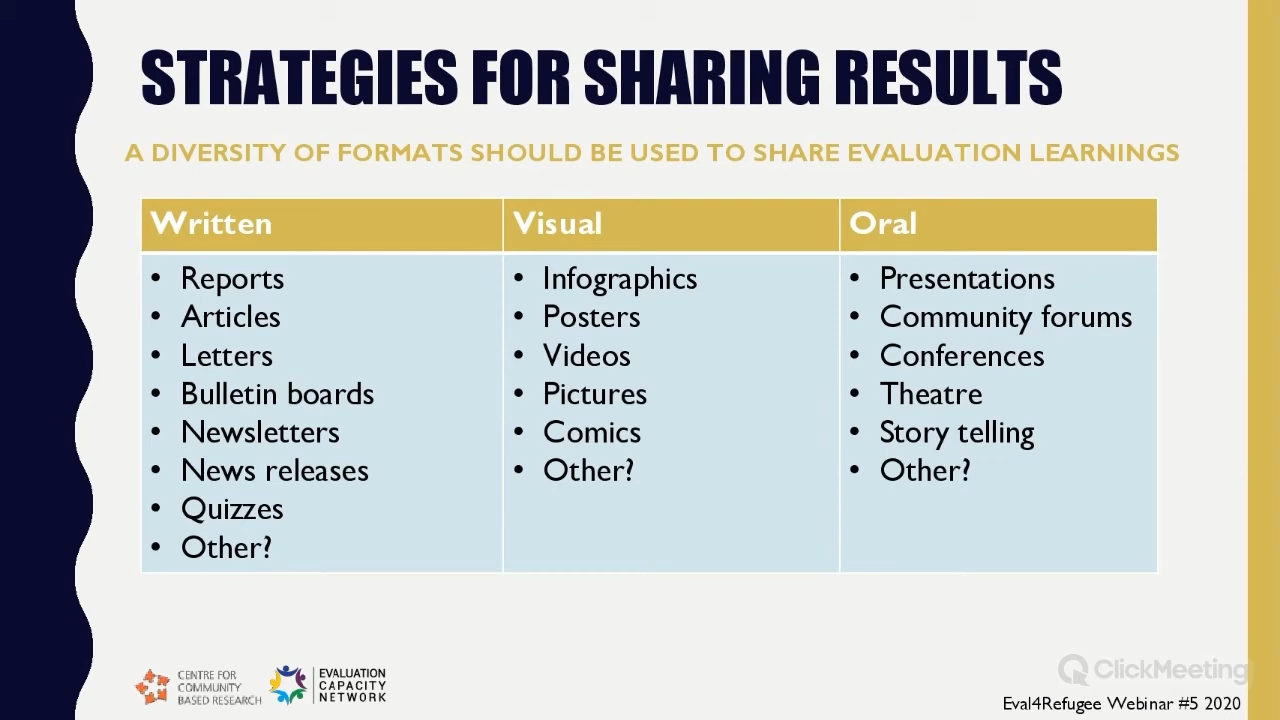 STRATEGIES FOR SHARING RESULTS
A DIVERSITY OF FORMATS SHOULD BE USED TO SHARE EVALUATION LEARNINGS
Written
• Reports
• Articles
• Letters
• Bulletin boards
• Newsletters
• News releases
• Quizzes
• Other?
Visual
• Infographics
• Posters
• Videos
• Pictures
• Comics
• Other?
Oral
• Presentations
• Community forums
• Conferences
• Theatre
• Story telling
• Other?
CENTRE FOR
COMMUNITY
BASED RESEARCH
EVALUATION
CAPACITY
NETWORK
ClickMeeting
Eval4Refugee Webinar #5 2020